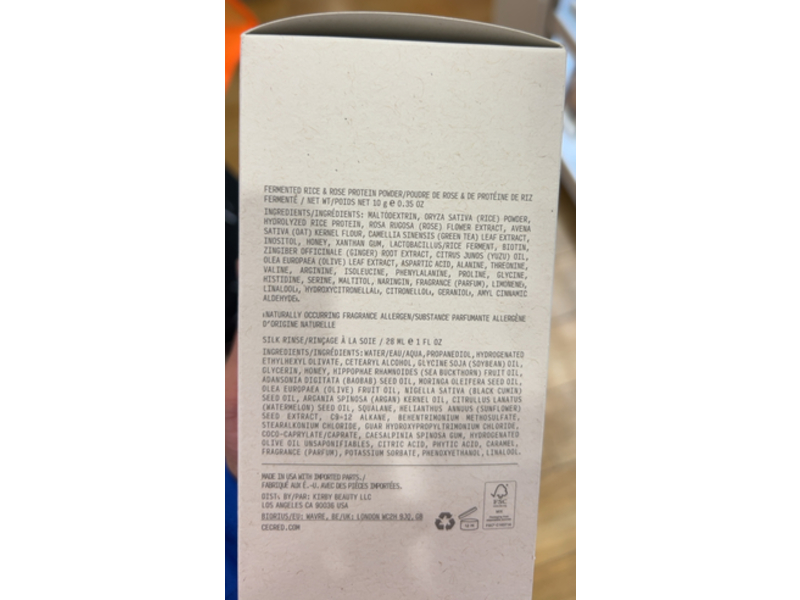 FERMENTED RICE & ROSE PROTEIN POWDER/POUDRE DE ROSE & DE PROTÉINE DE RIZ
FERMENTÉ / NET WT/POIDS NET 10 g ℮ 0.35 OZ
INGREDIENTS/INGRÉDIENTS: MALTODEXTRIN, ORYZA SATIVA (RICE) POWDER,
HYDROLYZED RICE PROTEIN, ROSA RUGOSA (ROSE) FLOWER EXTRACT, AVENA
SATIVA (OAT) KERNEL FLOUR, CAMELLIA SINENSIS (GREEN TEA) LEAF EXTRACT,
INOSITOL, HONEY, XANTHAN GUM, LACTOBACILLUS/RICE FERMENT, BIOTIN,
ZINGIBER OFFICINALE (GINGER) ROOT EXTRACT, CITRUS JUNOS (YUZU) OIL,
OLEA EUROPAEA (OLIVE) LEAF EXTRACT, ASPARTIC ACID, ALANINE, THREONINE,
VALINE, ARGININE, ISOLEUCINE, PHENYLALANINE, PROLINE, GLYCINE,
HISTIDINE, SERINE, MALTITOL, NARINGIN, FRAGRANCE (PARFUM), LIMONENE,
LINALOOL, HYDROXYCITRONELLAL, CITRONELLOL, GERANIOL, AMYL CINNAMIC
ALDEHYDE.
NATURALLY OCCURRING FRAGRANCE ALLERGEN/SUBSTANCE PARFUMANTE ALLERGÈNE
D'ORIGINE NATURELLE
SILK RINSE/RINÇAGE À LA SOIE / 28 ML ℮ 1 FL OZ
INGREDIENTS/INGRÉDIENTS: WATER/EAU/AQUA, PROPANEDIOL, HYDROGENATED
ETHYLHEXYL OLIVATE, CETEARYL ALCOHOL, GLYCINE SOJA (SOYBEAN) OIL,
GLYCERIN, HONEY, HIPPOPHAE RHAMNOIDES (SEA BUCKTHORN) FRUIT OIL,
ADANSONIA DIGITATA (BAOBAB) SEED OIL, MORINGA OLEIFERA SEED OIL,
OLEA EUROPAEA (OLIVE) FRUIT OIL, NIGELLA SATIVA (BLACK CUMIN)
SEED OIL, ARGANIA SPINOSA (ARGAN) KERNEL OIL, CITRULLUS LANATUS
(WATERMELON) SEED OIL, SQUALANE, HELIANTHUS ANNUUS (SUNFLOWER)
SEED EXTRACT, C8-12 ALKANE, BEHENTRIMONIUM METHOSULFATE,
STEARALKONIUM CHLORIDE, GUAR HYDROXYPROPYLTRIMONIUM CHLORIDE,
COCO-CAPRYLATE/CAPRATE, CAESALPINIA SPINOSA GUM, HYDROGENATED
OLIVE OIL UNSAPONIFIABLES, CITRIC ACID, PHYTIC ACID, CARAMEL,
FRAGRANCE (PARFUM), POTASSIUM SORBATE, PHENOXYETHANOL, LINALOOL.
MADE IN USA WITH IMPORTED PARTS./
FABRIQUÉ AUX É.-U. AVEC DES PIÈCES IMPORTÉES.
DIST. BY/PAR: KIRBY BEAUTY LLC
LOS ANGELES CA 90036 USA
BIORIUS/EU: WAVRE, BE/UK: LONDON WC2H 9JQ, GB
CECRED.COM
FSC